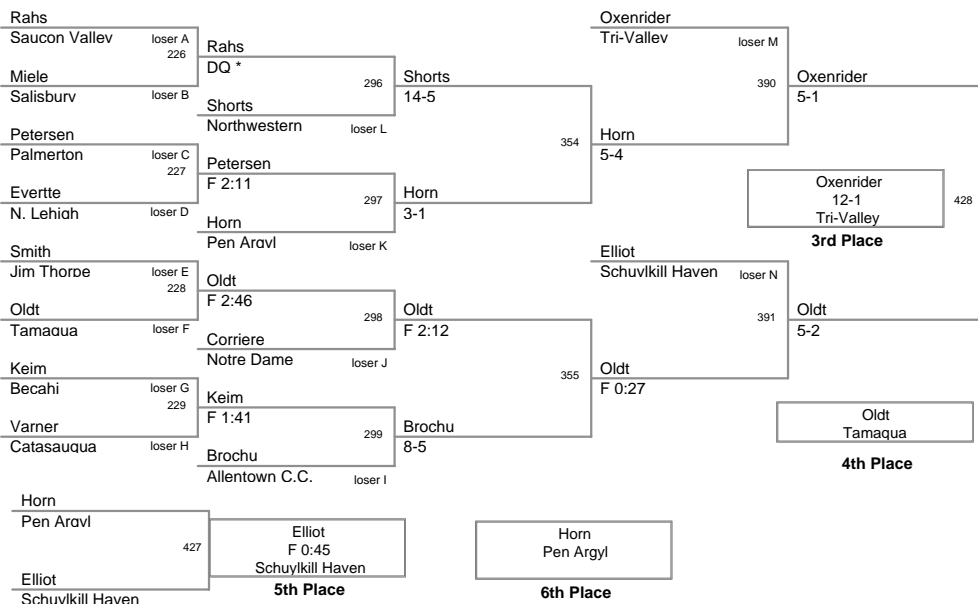 Rahs
Saucon Valley loser A
226
Rahs
DQ *
Miele
Salisbury loser B
296
Shorts
14-5
Shorts
Northwestern loser L
Petersen
Palmerton loser C
227
Petersen
F 2:11
Evertte
N. Lehigh loser D
297
Horn
3-1
Horn
Pen Argyl loser K
354
Horn
5-4
Smith
Jim Thorpe loser E
228
Oldt
F 2:46
Oldt
Tamaqua loser F
298
Oldt
F 2:12
Corriere
Notre Dame loser J
Keim
Becahi loser G
229
Keim
F 1:41
Varner
Catasauqua loser H
299
Brochu
8-5
Brochu
Allentown C.C. loser I
355
Oldt
F 0:27
Oxenrider
Tri-Valley loser M
390
Oxenrider
5-1
Oxenrider
12-1
Tri-Valley
428
3rd Place
Elliot
Schuylkill Haven loser N
391
Oldt
5-2
Oldt
Tamaqua
4th Place
Horn
Pen Argyl
427
Elliot
Schuylkill Haven
Elliot
F 0:45
Schuylkill Haven
5th Place
Horn
Pen Argyl
6th Place